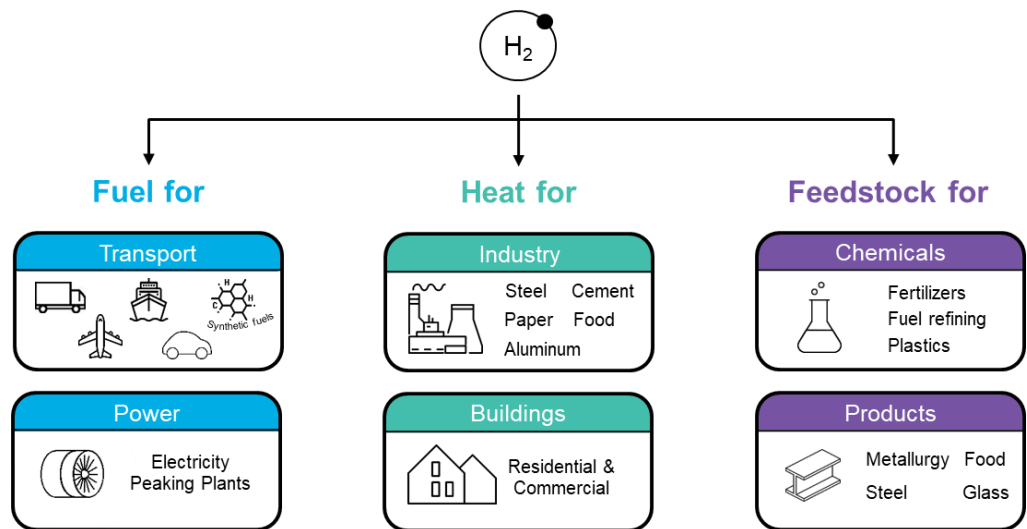 H₂
Fuel for
Heat for
Feedstock for
Transport
H
C
H
Synthetic fuels
Industry
Steel Cement
Paper Food
Aluminum
Chemicals
Fertilizers
Fuel refining
Plastics
Power
Electricity
Peaking Plants
Buildings
Residential &
Commercial
Products
Metallurgy Food
Steel Glass